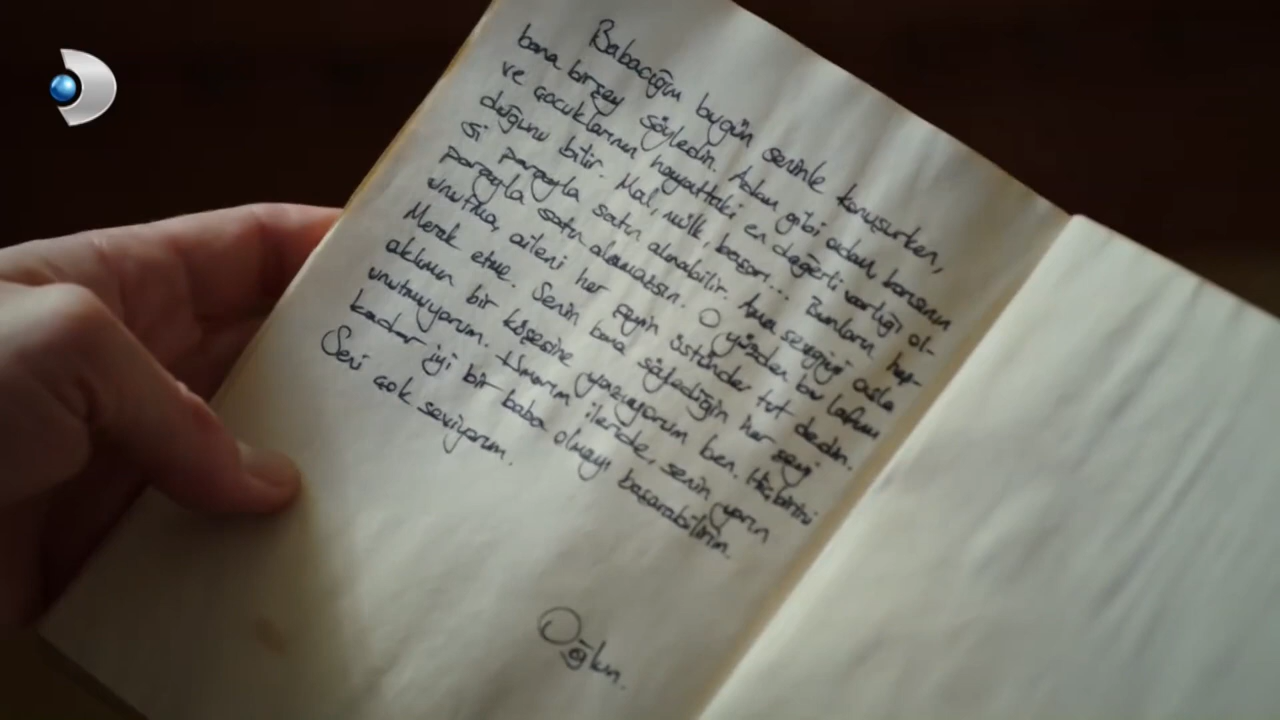 Babacığım bugün seninle konuşurken,
bana birşey söyledin. Adam gibi adam, karısının
ve çocuklarının hayattaki en değerli varlığı ol-
duğunu bilir. Mal, mülk, başarı... Bunların hep-
si parayla satın alınabilir. Ama sevgiyi asla
parayla satın alamazsın. O yüzden bu lafımı
unutma, aileni her şeyin üstünde tut dedin.
Merak etme. Senin bana söylediğin her şeyi
aklımın bir köşesine yazıyorum ben. Hiçbirini
unutmuyorum. Umarım ileride, senin yarın
kadar iyi bir baba olmayı başarabilirim.
Seni çok seviyorum.
Oğlun.